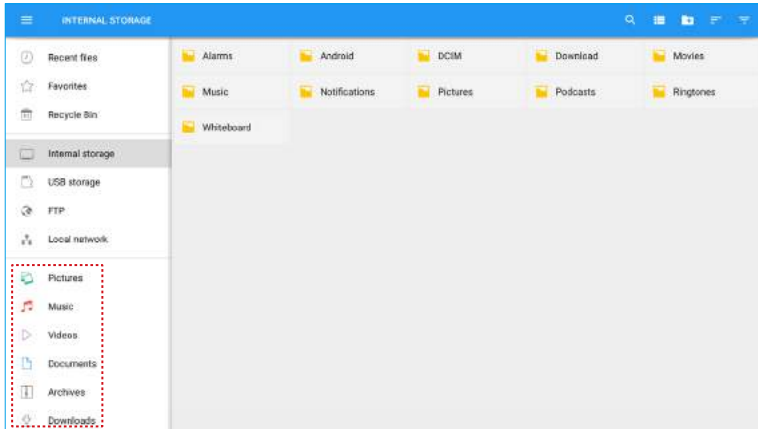 INTERNAL STORAGE
Recent files
Favorites
Recycle Bin
Internal storage
USB storage
FTP
Local network
Pictures
Music
Videos
Documents
Archives
Downloads
Alarms Android DCIM Download Movies
Music Notifications Pictures Podcasts Ringtones
Whiteboard